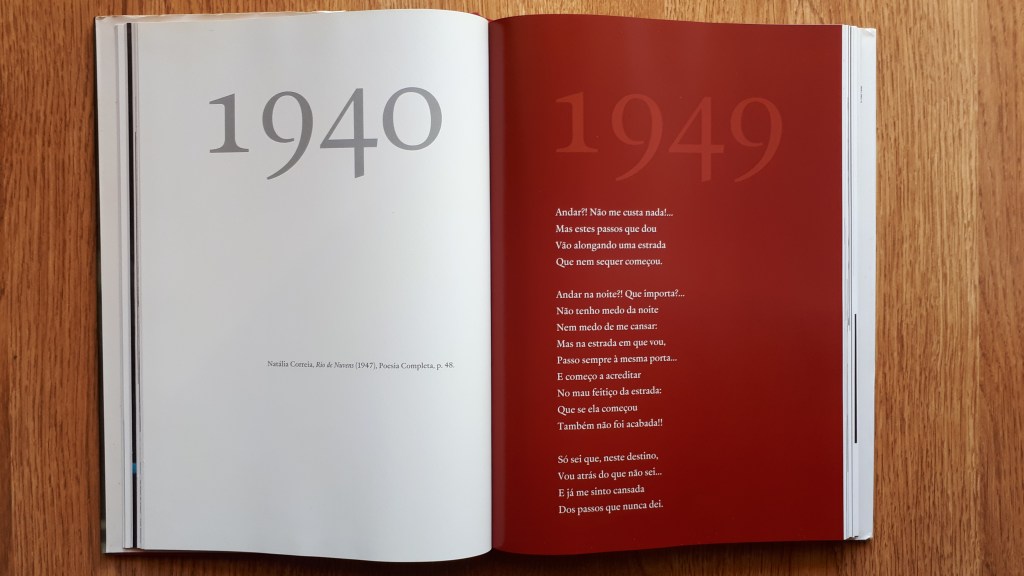 1940
Natália Correia, Rio de Nuvens (1947), Poesia Completa, p. 48.
1949
Andar?! Não me custa nada!...
Mas estes passos que dou
Vão alongando uma estrada
Que nem sequer começou.
Andar na noite?! Que importa?...
Não tenho medo da noite
Nem medo de me cansar:
Mas na estrada em que vou,
Passo sempre à mesma porta...
E começo a acreditar
No mau feitiço da estrada:
Que se ela começou
Também não foi acabada!!
Só sei que, neste destino,
Vou atrás do que não sei...
E já me sinto cansada
Dos passos que nunca dei.